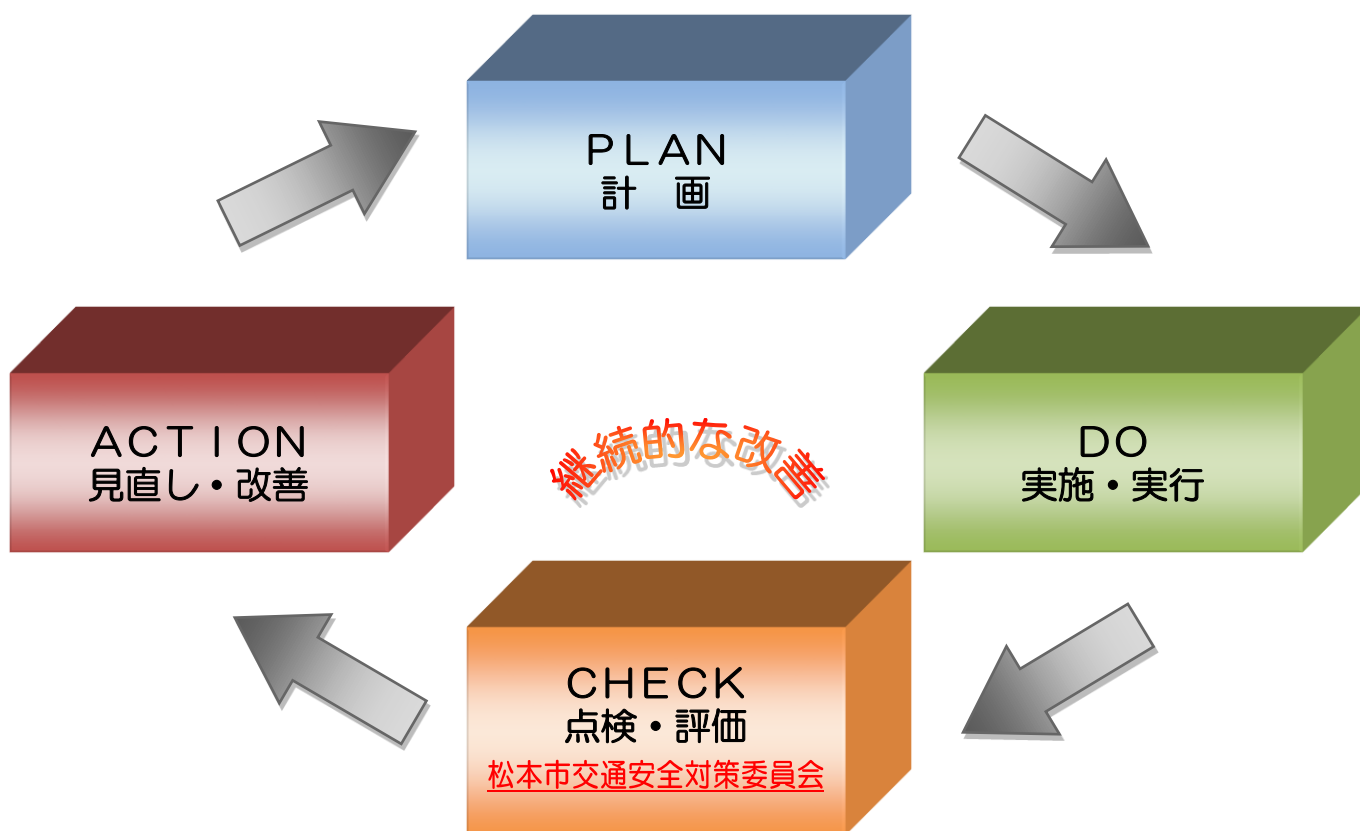 PLAN
計 画
ACTION
見直し・改善
継続的な改善
DO
実施・実行
CHECK
点検・評価
松本市交通安全対策委員会